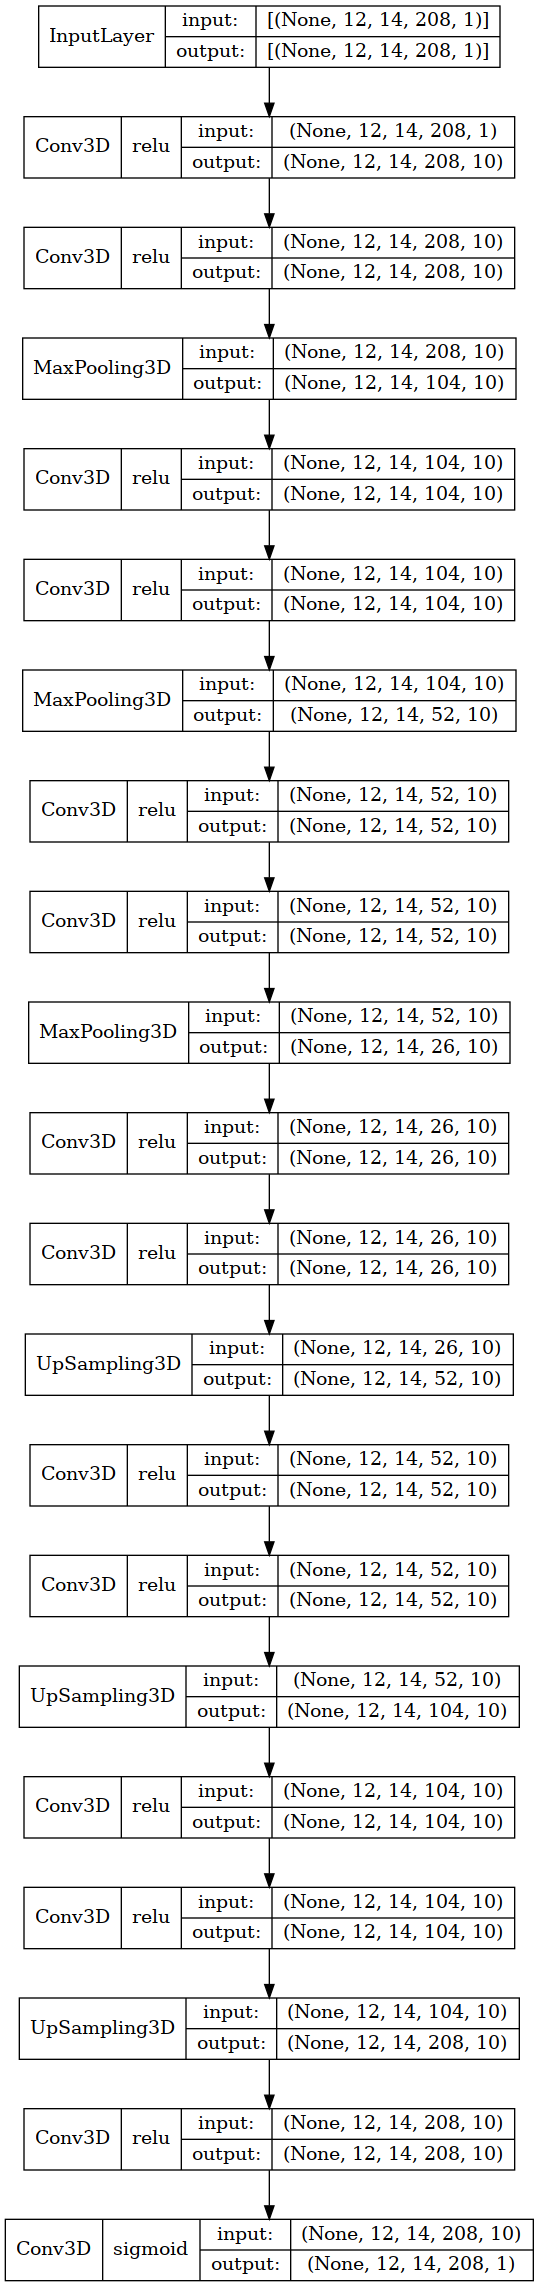 InputLayer input: [(None, 12, 14, 208, 1)]
output: [(None, 12, 14, 208, 1)]
Conv3D relu input: (None, 12, 14, 208, 1)
output: (None, 12, 14, 208, 10)
Conv3D relu input: (None, 12, 14, 208, 10)
output: (None, 12, 14, 208, 10)
MaxPooling3D input: (None, 12, 14, 208, 10)
output: (None, 12, 14, 104, 10)
Conv3D relu input: (None, 12, 14, 104, 10)
output: (None, 12, 14, 104, 10)
Conv3D relu input: (None, 12, 14, 104, 10)
output: (None, 12, 14, 104, 10)
MaxPooling3D input: (None, 12, 14, 104, 10)
output: (None, 12, 14, 52, 10)
Conv3D relu input: (None, 12, 14, 52, 10)
output: (None, 12, 14, 52, 10)
Conv3D relu input: (None, 12, 14, 52, 10)
output: (None, 12, 14, 52, 10)
MaxPooling3D input: (None, 12, 14, 52, 10)
output: (None, 12, 14, 26, 10)
Conv3D relu input: (None, 12, 14, 26, 10)
output: (None, 12, 14, 26, 10)
Conv3D relu input: (None, 12, 14, 26, 10)
output: (None, 12, 14, 26, 10)
UpSampling3D input: (None, 12, 14, 26, 10)
output: (None, 12, 14, 52, 10)
Conv3D relu input: (None, 12, 14, 52, 10)
output: (None, 12, 14, 52, 10)
Conv3D relu input: (None, 12, 14, 52, 10)
output: (None, 12, 14, 52, 10)
UpSampling3D input: (None, 12, 14, 52, 10)
output: (None, 12, 14, 104, 10)
Conv3D relu input: (None, 12, 14, 104, 10)
output: (None, 12, 14, 104, 10)
Conv3D relu input: (None, 12, 14, 104, 10)
output: (None, 12, 14, 104, 10)
UpSampling3D input: (None, 12, 14, 104, 10)
output: (None, 12, 14, 208, 10)
Conv3D relu input: (None, 12, 14, 208, 10)
output: (None, 12, 14, 208, 10)
Conv3D sigmoid input: (None, 12, 14, 208, 10)
output: (None, 12, 14, 208, 1)